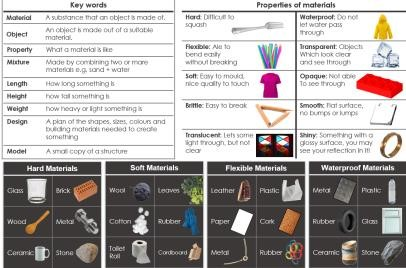 Key words
Material A substance that an object is made of.
Object An object is made out of a suitable
material.
Property What a material is like
Mixture Made by combining two or more
materials e.g. sand + water
Length How long something is
Height how tall something is
Weight how heavy or light something is
Design A plan of the shapes, sizes, colours and
building materials needed to create
something
Model A small copy of a structure
Properties of materials
Hard: Difficult to
squash
Flexible: Ale to
bend easily
without breaking
Soft: Easy to mould,
nice quality to touch
Brittle: Easy to break
Translucent: Lets some
light through, but not
clear
Waterproof: Do not
let water pass
through
Transparent: Objects
Which look clear
and see through
Opaque: Not able
To see through
Smooth: Flat surface,
no bumps or lumps
Shiny: Something with a
glossy surface, you may
see your reflection in it!
Hard Materials
Glass Brick
Wood Metal
Ceramic Stone
Soft Materials
Wool Leaves
Cotton Rubber
Toilet
Roll
Cardboard
Flexible Materials
Leather Plastic
Paper Cork
Metal Rubber
Waterproof Materials
Metal Plastic
Rubber Glass
Ceramic Stone